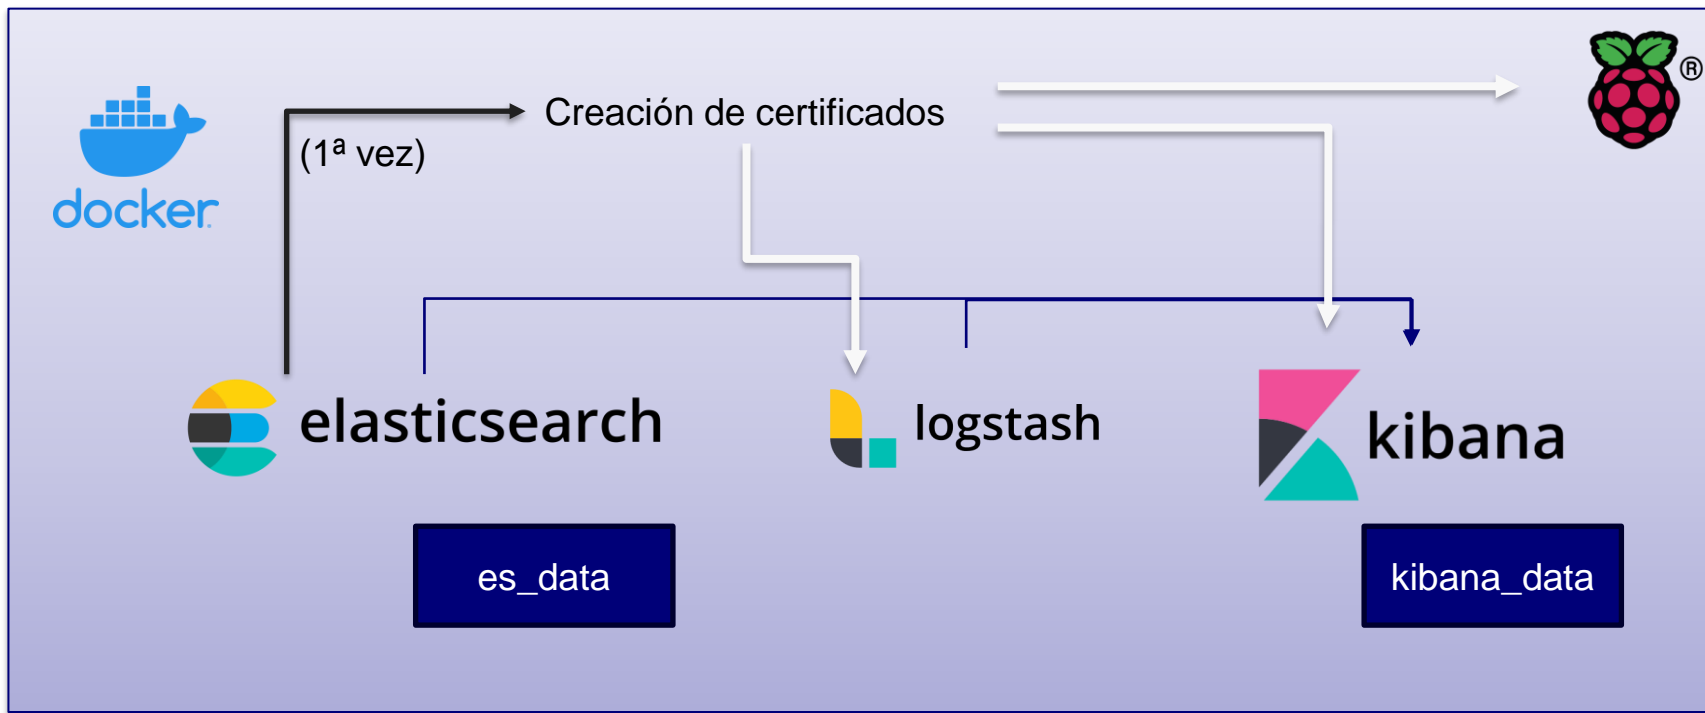 Creación de certificados
®
(1ª vez)
docker
elasticsearch
logstash
kibana
es_data
kibana_data